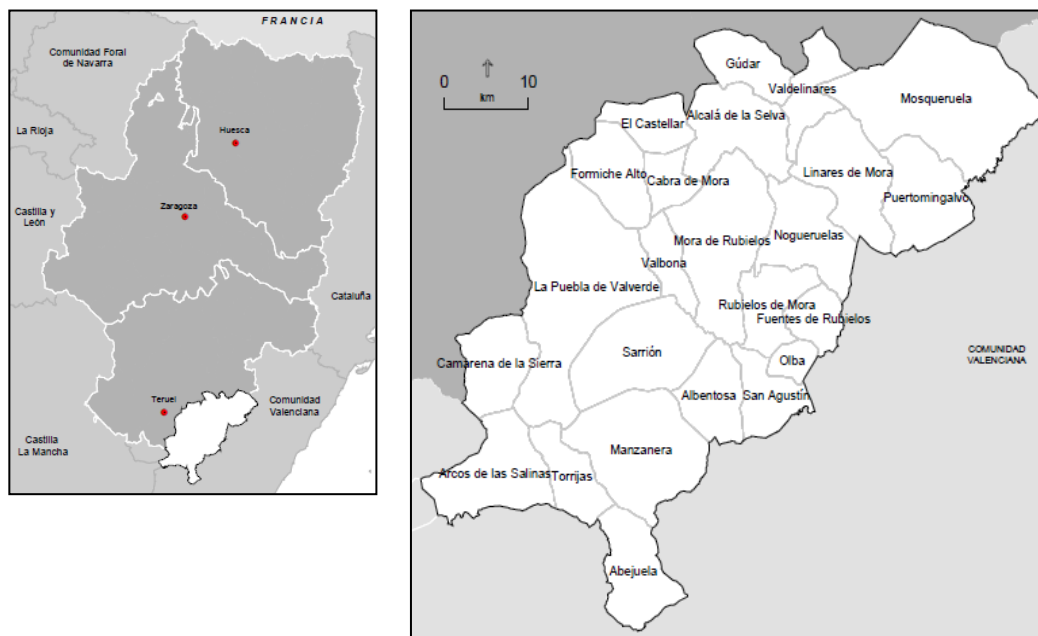 FRANCIA
Comunidad Foral
de Navarra
La Rioja
Huesca
Castilla y
León
Zaragoza
Cataluña
Teruel
Comunidad
Valenciana
Castilla
La Mancha
0 10
km
Gúdar
Valdelinares
Mosqueruela
El Castellar
Alcalá de la Selva
Formiche Alto
Cabra de Mora
Linares de Mora
Puertomingalvo
Mora de Rubielos
Nogueruelas
Valbona
La Puebla de Valverde
Rubielos de Mora
Fuentes de Rubielos
Camarena de la Sierra
Sarrión
Olba
COMUNIDAD
VALENCIANA
Albentosa
San Agustín
Manzanera
Arcos de las Salinas
Torrijas
Abejuela